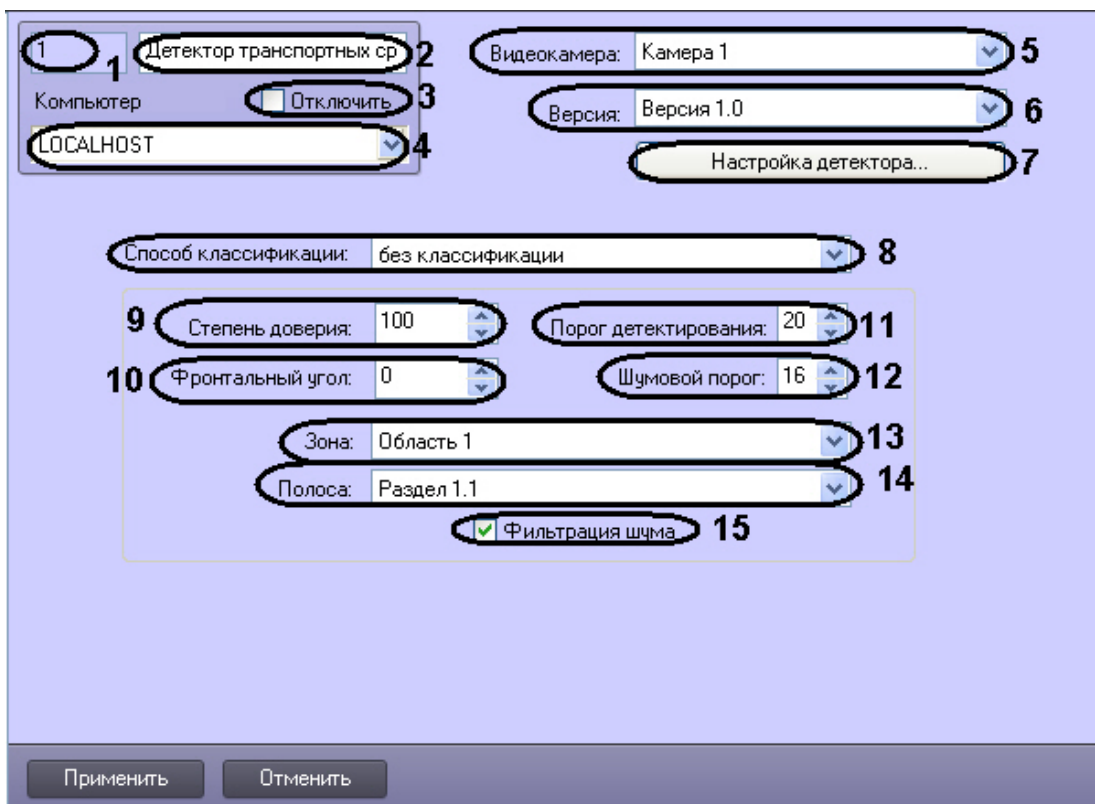 1 1 Детектор транспортных ср 2
Компьютер Отключить 3
LOCALHOST 4
Видеокамера: Камера 1 5
Версия: Версия 1.0 6
Настройка детектора... 7
Способ классификации: без классификации 8
9 Степень доверия: 100 Порог детектирования: 20 11
10 Фронтальный угол: 0 Шумовой порог: 16 12
Зона: Область 1 13
Полоса: Раздел 1.1 14
Фильтрация шума 15
Применить Отменить